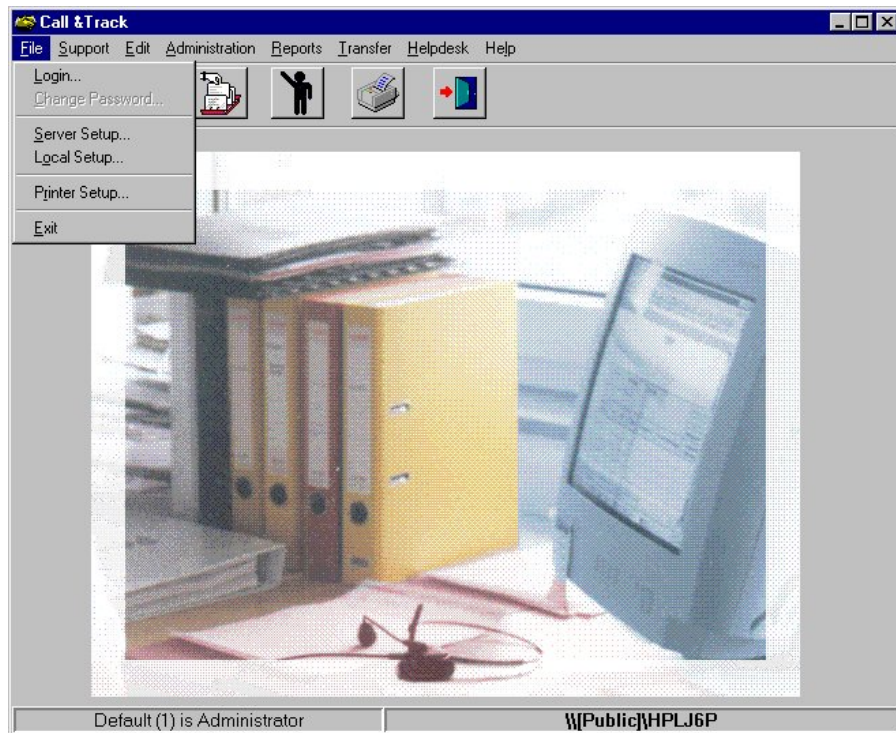 Call &Track
File Support Edit Administration Reports Transfer Helpdesk Help
Login...
Change Password...
Server Setup...
Local Setup...
Printer Setup...
Exit
Default (1) is Administrator \\[Public]\HPLJ6P